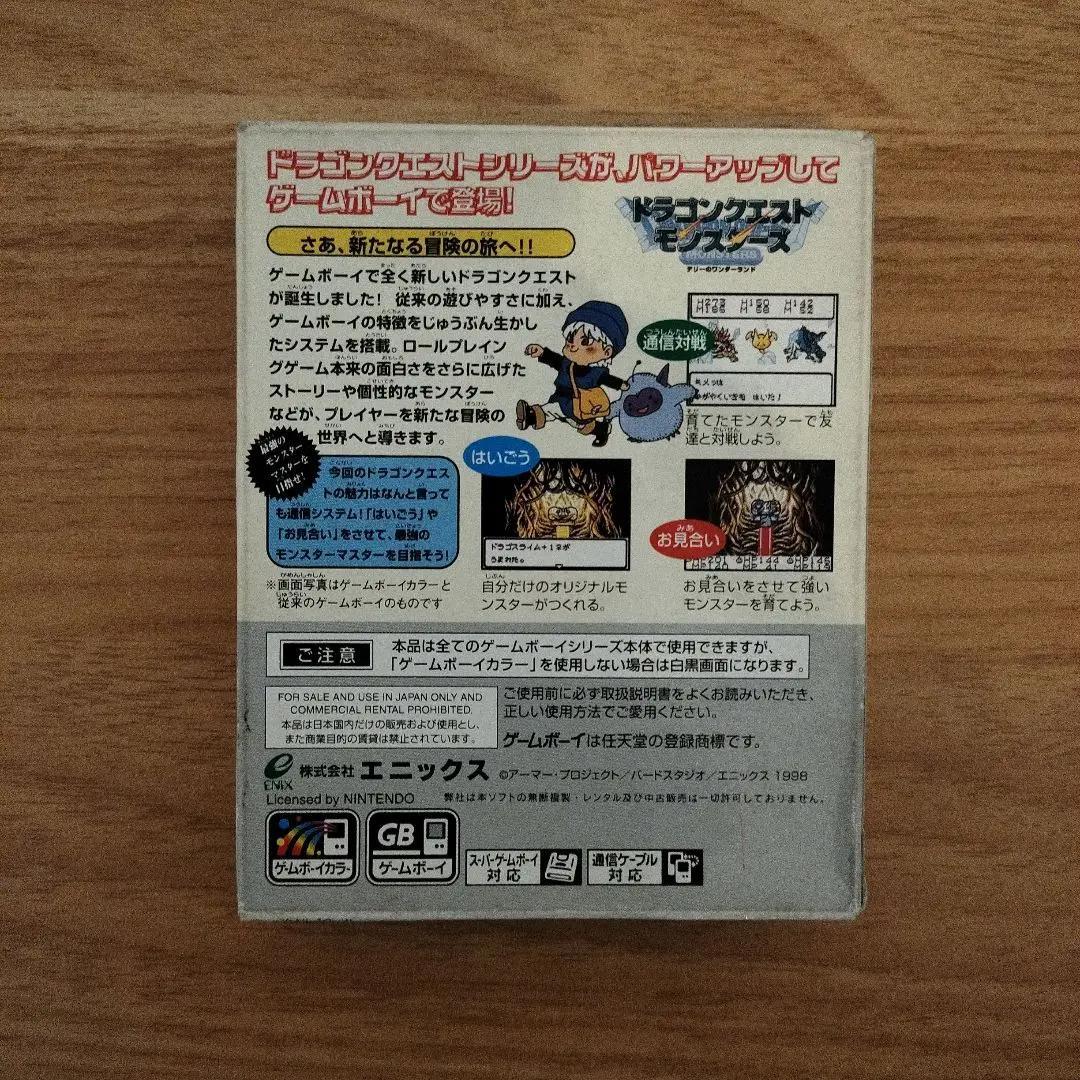 ドラゴンクエストシリーズが、パワーアップして
ゲームボーイで登場!
ドラゴンクエスト
モンスターズ
MONSTERS
テリーのワンダーランド
さあ、新たなる冒険の旅へ!!
ゲームボーイで全く新しいドラゴンクエスト
が誕生しました! 従来の遊びやすさに加え、
ゲームボーイの特徴をじゅうぶん生かし
たシステムを搭載。ロールプレイン
グゲーム本来の面白さをさらに広げた
ストーリーや個性的なモンスター
などが、プレイヤーを新たな冒険の
世界へと導きます。
通信対戦
育てたモンスターで友
達と対戦しよう。
最強の
モンスター
マスターを
目指せ!
今回のドラゴンクエス
トの魅力はなんと言って
も通信システム!「はいごう」や
「お見合い」をさせて、最強の
モンスターマスターを目指そう!
はいごう
ドラゴスライム+1ネが
うまれた。
自分だけのオリジナルモ
ンスターがつくれる。
お見合い
お見合いをさせて強い
モンスターを育てよう。
※画面写真はゲームボーイカラーと
従来のゲームボーイのものです
ご注意
本品は全てのゲームボーイシリーズ本体で使用できますが、
「ゲームボーイカラー」を使用しない場合は白黒画面になります。
FOR SALE AND USE IN JAPAN ONLY AND
COMMERCIAL RENTAL PROHIBITED.
本品は日本国内だけの販売および使用とし、
また商業目的の賃貸は禁止されています。
ご使用前に必ず取扱説明書をよくお読みいただき、
正しい使用方法でご愛用ください。
ゲームボーイは任天堂の登録商標です。
ENIX
株式会社 エニックス ©アーマー・プロジェクト/バードスタジオ/エニックス 1998
Licensed by NINTENDO 弊社は本ソフトの無断複製・レンタル及び中古販売は一切許可しておりません。
ゲームボーイカラー
GB
ゲームボーイ
スーパーゲームボーイ
対応
通信ケーブル
対応